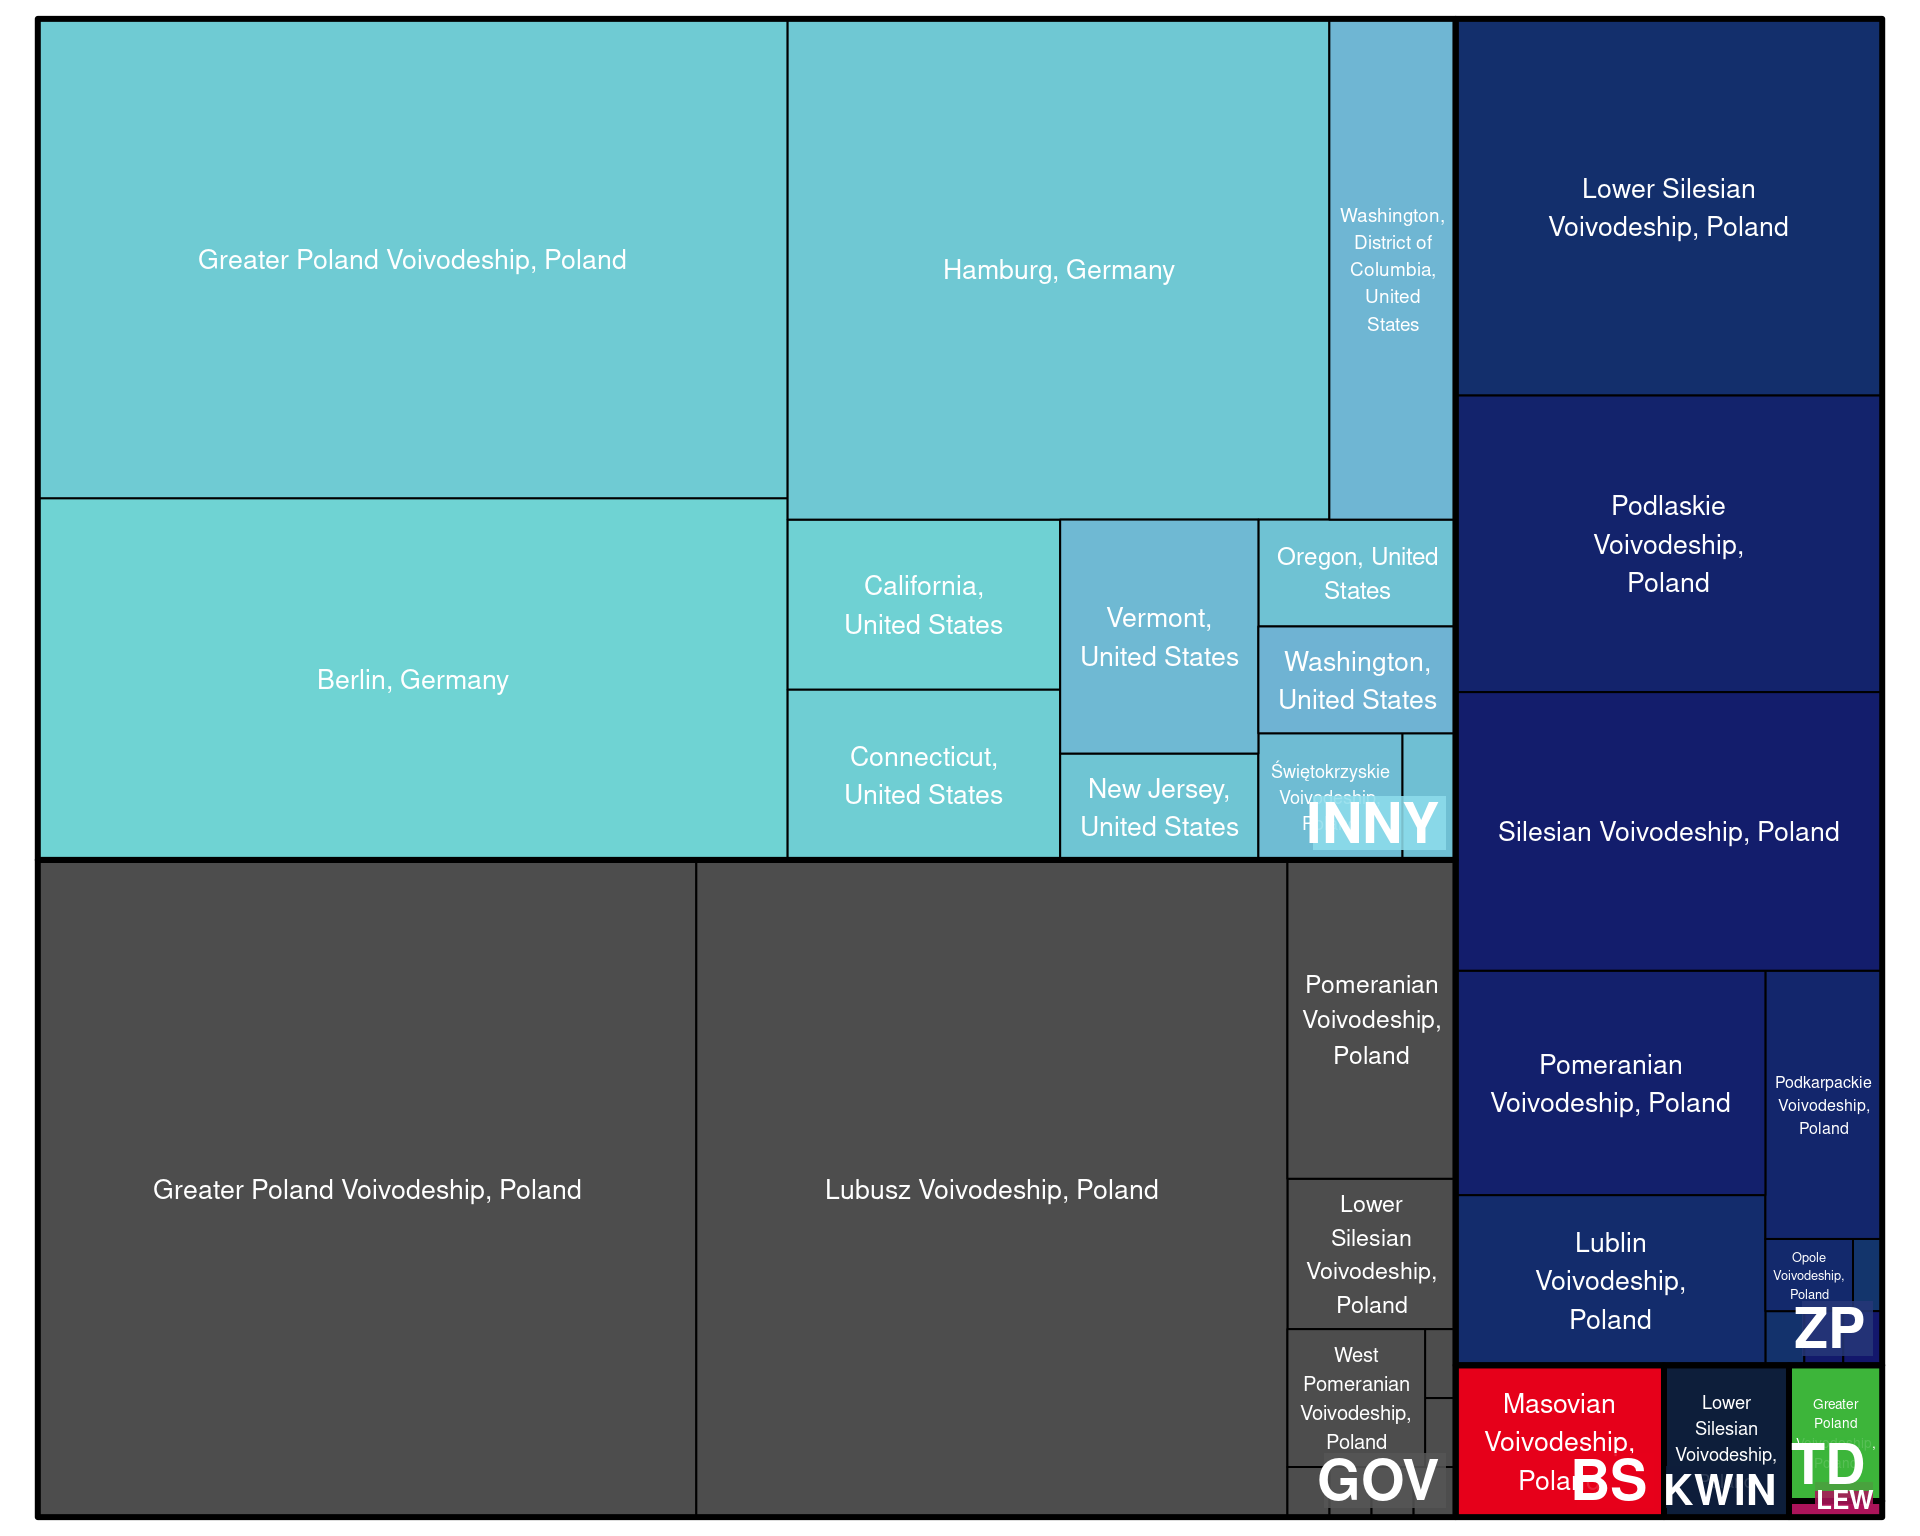 Greater Poland Voivodeship, Poland
Hamburg, Germany
Washington,
District of
Columbia,
United
States
Berlin, Germany
California,
United States
Connecticut,
United States
Vermont,
United States
New Jersey,
United States
Oregon, United
States
Washington,
United States
Świętokrzyskie
Voivodeship,
INNY
Greater Poland Voivodeship, Poland
Lubusz Voivodeship, Poland
Pomeranian
Voivodeship,
Poland
Lower
Silesian
Voivodeship,
Poland
West
Pomeranian
Voivodeship,
Poland
GOV
Lower Silesian
Voivodeship, Poland
Podlaskie
Voivodeship,
Poland
Silesian Voivodeship, Poland
Pomeranian
Voivodeship, Poland
Podkarpackie
Voivodeship,
Poland
Lublin
Voivodeship,
Poland
Opole
Voivodeship,
Poland
ZP
Masovian
Voivodeship,
Poland
BS
Lower
Silesian
Voivodeship,
KWIN
Greater
Poland
TD
LEW